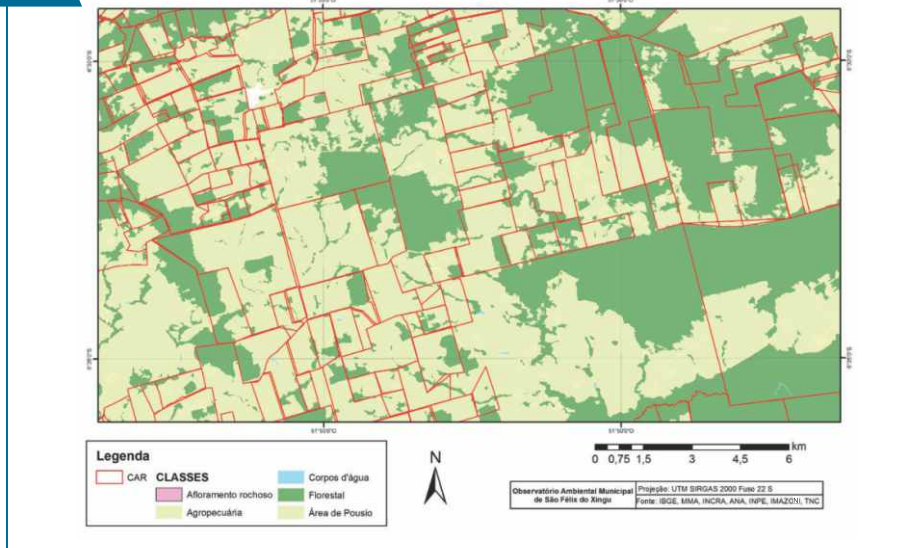 Legenda
CAR CLASSES
Corpos d'água
Afloramento rochoso
Florestal
Agropecuária
Área de Pousio
N
km
0 0,75 1,5 3 4,5 6
Observatório Ambiental Municipal
de São Félix do Xingu
Projeção: UTM SIRGAS 2000 Fuso 22 S
Fonte: IBGE, MMA, INCRA, ANA, INPE, IMAZON, TNC